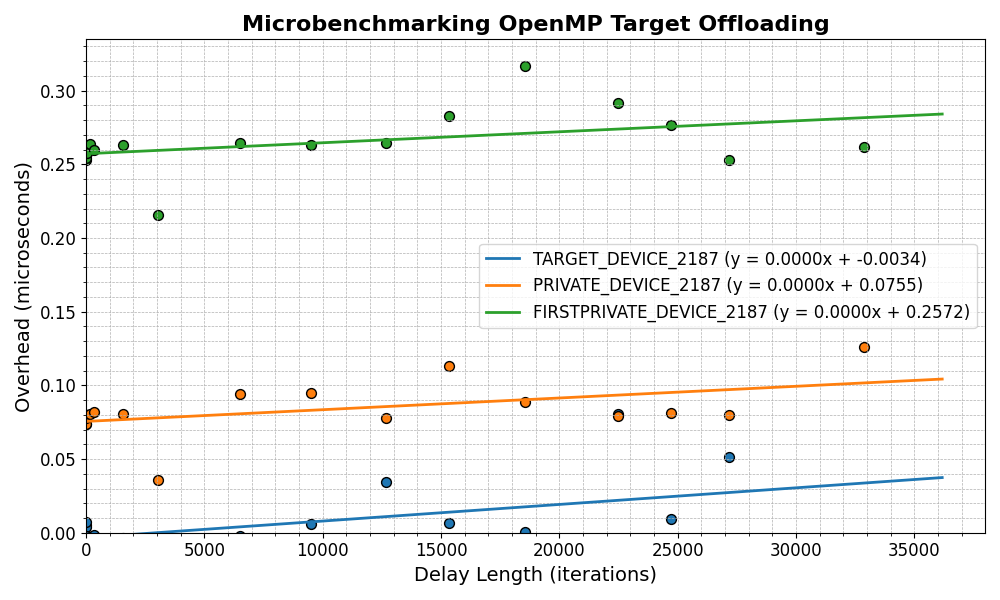 Microbenchmarking OpenMP Target Offloading
Overhead (microseconds)
0.30
0.25
0.20
0.15
0.10
0.05
0.00
TARGET_DEVICE_2187 (y = 0.0000x + -0.0034)
PRIVATE_DEVICE_2187 (y = 0.0000x + 0.0755)
FIRSTPRIVATE_DEVICE_2187 (y = 0.0000x + 0.2572)
0 5000 10000 15000 20000 25000 30000 35000
Delay Length (iterations)